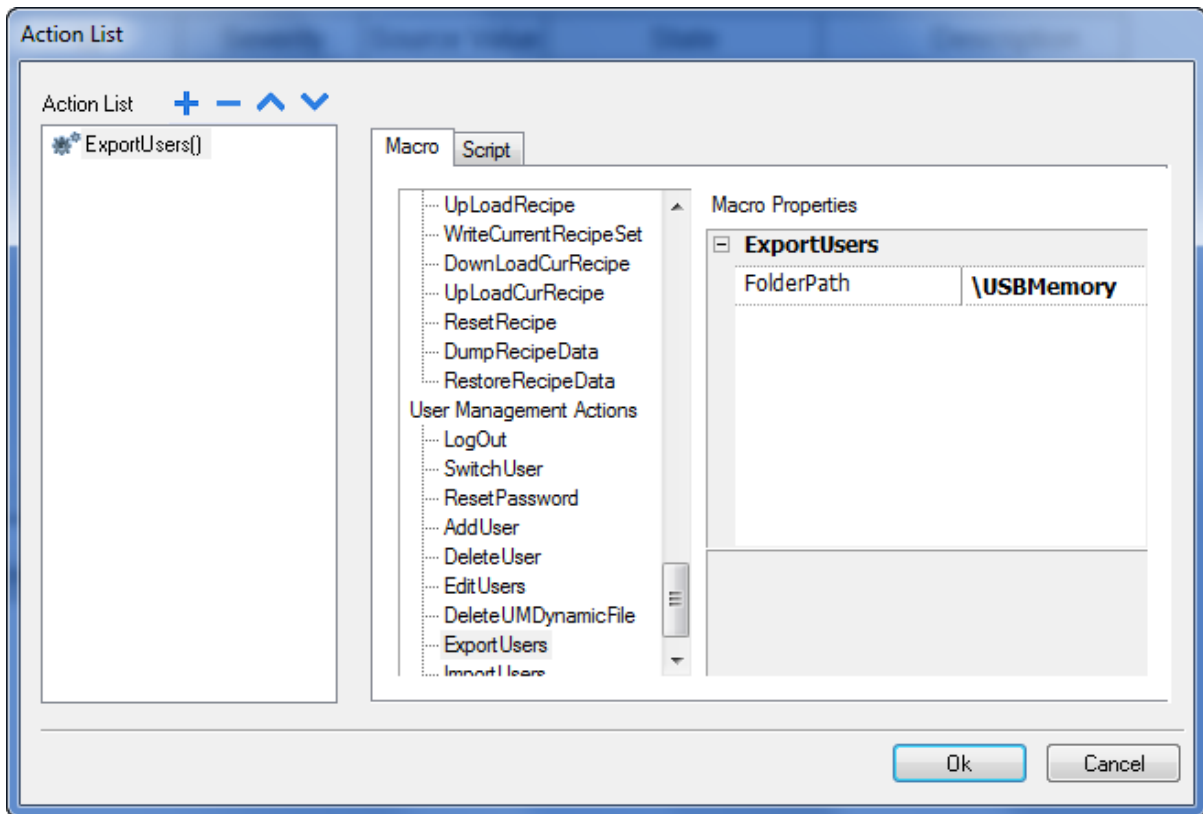 Action List
Action List
ExportUsers()
Macro
Script
UpLoadRecipe
WriteCurrentRecipeSet
DownLoadCurRecipe
UpLoadCurRecipe
ResetRecipe
DumpRecipeData
RestoreRecipeData
User Management Actions
LogOut
SwitchUser
ResetPassword
AddUser
DeleteUser
EditUsers
DeleteUMDynamicFile
ExportUsers
ImportUsers
Macro Properties
ExportUsers
FolderPath \USBMemory
Ok
Cancel